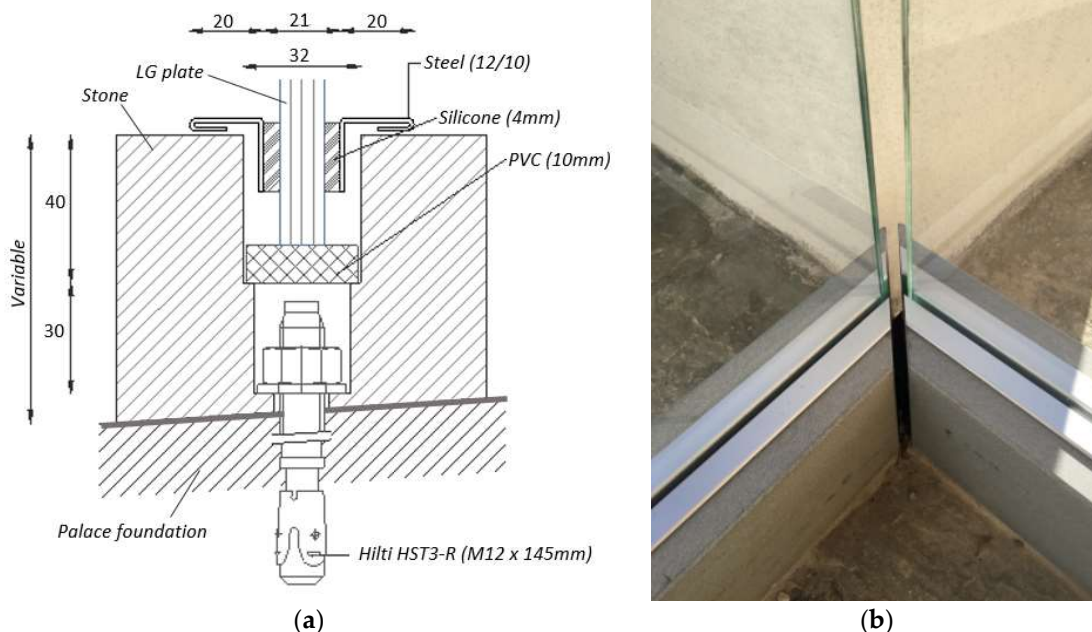 20
21
20
32
LG plate
Steel (12/10)
Stone
Silicone (4mm)
PVC (10mm)
40
Variable
30
Palace foundation
Hilti HST3-R (M12 x 145mm)
(a)
(b)